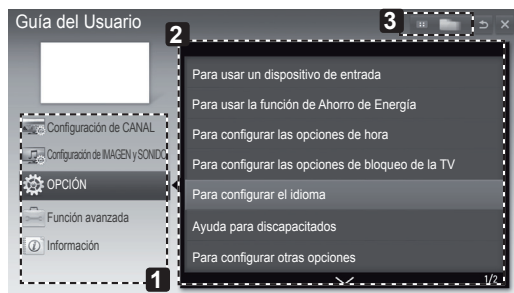 Guía del Usuario
3
2
Para usar un dispositivo de entrada
Para usar la función de Ahorro de Energía
Para configurar las opciones de hora
Para configurar las opciones de bloqueo de la TV
Para configurar el idioma
Ayuda para discapacitados
Para configurar otras opciones
1/2
Configuración de CANAL
Configuración de IMAGEN y SONIDO
OPCIÓN
Función avanzada
Información
1